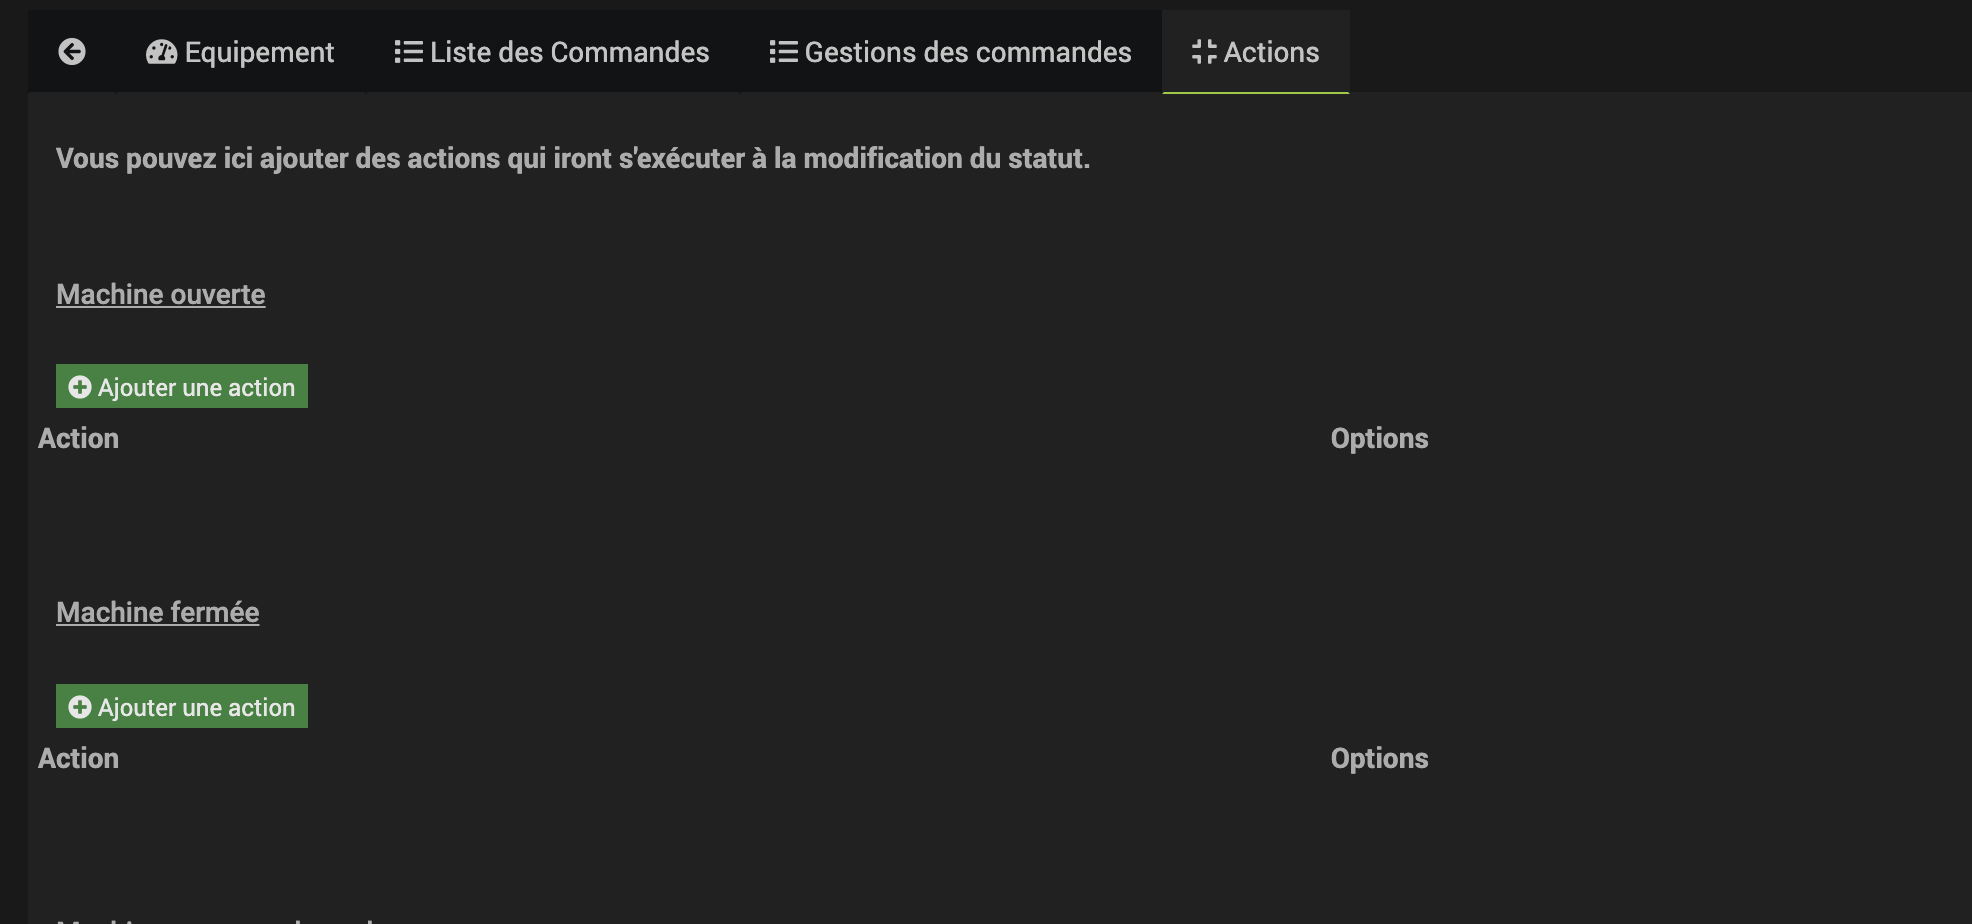 Equipement Liste des Commandes Gestions des commandes Actions
Vous pouvez ici ajouter des actions qui iront s'exécuter à la modification du statut.
Machine ouverte
Ajouter une action
Action Options
Machine fermée
Ajouter une action
Action Options